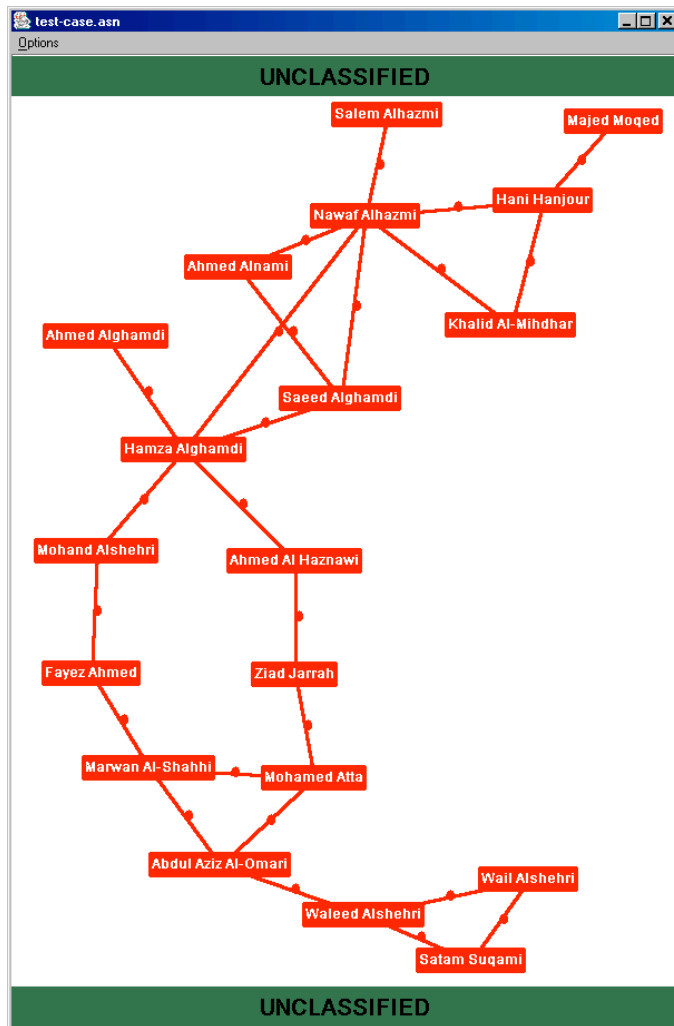 test-case.asn
Options
UNCLASSIFIED
Salem Alhazmi
Majed Moqed
Hani Hanjour
Nawaf Alhazmi
Ahmed Alnami
Khalid Al-Mihdhar
Ahmed Alghamdi
Saeed Alghamdi
Hamza Alghamdi
Mohand Alshehri
Ahmed Al Haznawi
Fayez Ahmed
Ziad Jarrah
Marwan Al-Shahhi
Mohamed Atta
Abdul Aziz Al-Omari
Wail Alshehri
Waleed Alshehri
Satam Suqami
UNCLASSIFIED